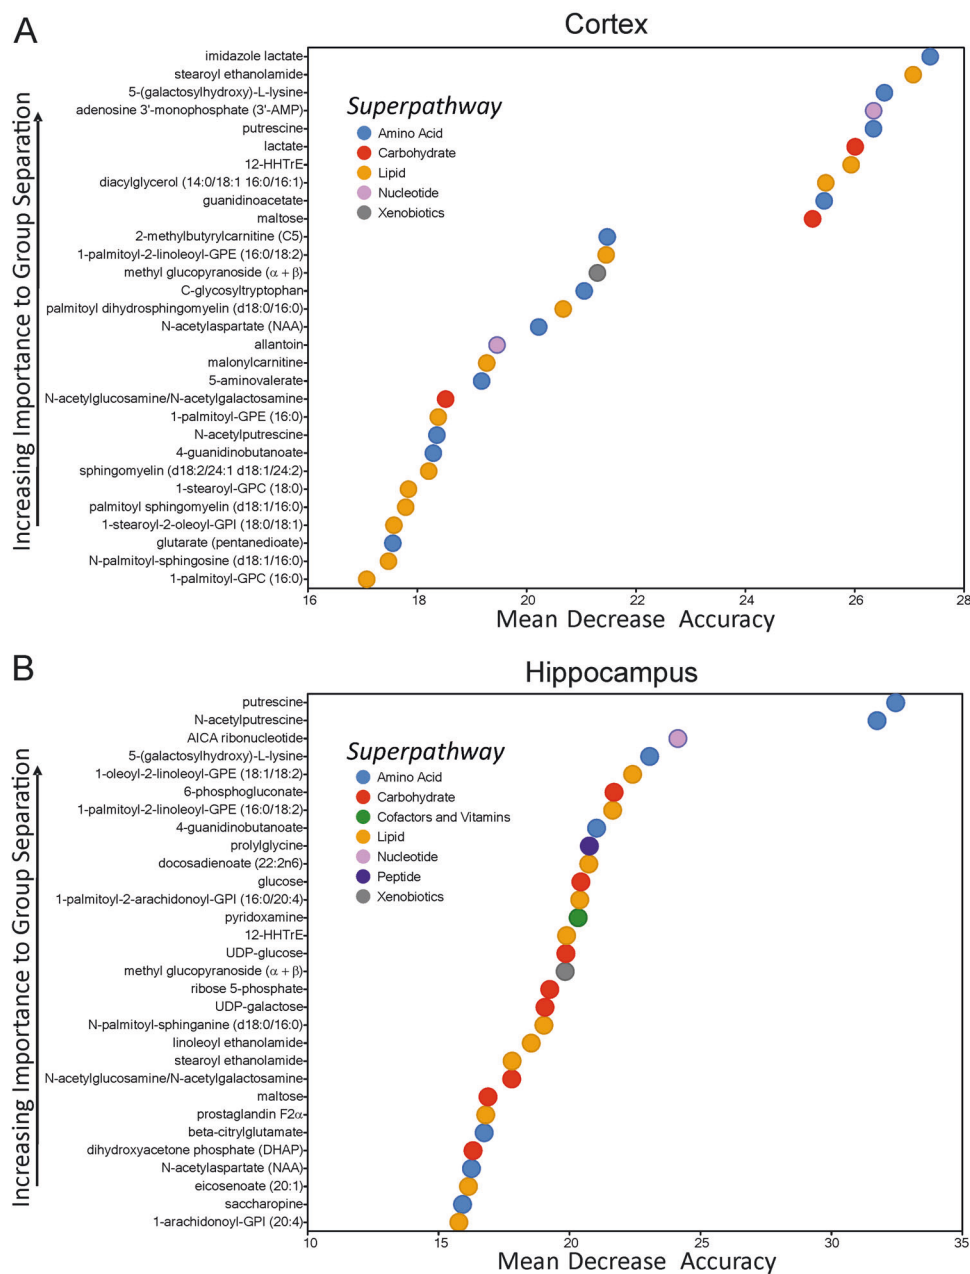 A
Cortex
imidazole lactate
stearoyl ethanolamide
5-(galactosylhydroxy)-L-lysine
adenosine 3'-monophosphate (3'-AMP)
putrescine
lactate
12-HHTrE
diacylglycerol (14:0/18:1 16:0/16:1)
guanidinoacetate
maltose
2-methylbutyrylcarnitine (C5)
1-palmitoyl-2-linoleoyl-GPE (16:0/18:2)
methyl glucopyranoside (α + β)
C-glycosyltryptophan
palmitoyl dihydrosphingomyelin (d18:0/16:0)
N-acetylaspartate (NAA)
allantoin
malonylcarnitine
5-aminovalerate
N-acetylglucosamine/N-acetylgalactosamine
1-palmitoyl-GPE (16:0)
N-acetylputrescine
4-guanidinobutanoate
sphingomyelin (d18:2/24:1 d18:1/24:2)
1-stearoyl-GPC (18:0)
palmitoyl sphingomyelin (d18:1/16:0)
1-stearoyl-2-oleoyl-GPI (18:0/18:1)
glutarate (pentanedioate)
N-palmitoyl-sphingosine (d18:1/16:0)
1-palmitoyl-GPC (16:0)
Increasing Importance to Group Separation
Superpathway
Amino Acid
Carbohydrate
Lipid
Nucleotide
Xenobiotics
16 18 20 22 24 26 28
Mean Decrease Accuracy
B
Hippocampus
putrescine
N-acetylputrescine
AICA ribonucleotide
5-(galactosylhydroxy)-L-lysine
1-oleoyl-2-linoleoyl-GPE (18:1/18:2)
6-phosphogluconate
1-palmitoyl-2-linoleoyl-GPE (16:0/18:2)
4-guanidinobutanoate
prolylglycine
docosadienoate (22:2n6)
glucose
1-palmitoyl-2-arachidonoyl-GPI (16:0/20:4)
pyridoxamine
12-HHTrE
UDP-glucose
methyl glucopyranoside (α + β)
ribose 5-phosphate
UDP-galactose
N-palmitoyl-sphinganine (d18:0/16:0)
linoleoyl ethanolamide
stearoyl ethanolamide
N-acetylglucosamine/N-acetylgalactosamine
maltose
prostaglandin F2α
beta-citrylglutamate
dihydroxyacetone phosphate (DHAP)
N-acetylaspartate (NAA)
eicosenoate (20:1)
saccharopine
1-arachidonoyl-GPI (20:4)
Increasing Importance to Group Separation
Superpathway
Amino Acid
Carbohydrate
Cofactors and Vitamins
Lipid
Nucleotide
Peptide
Xenobiotics
10 15 20 25 30 35
Mean Decrease Accuracy